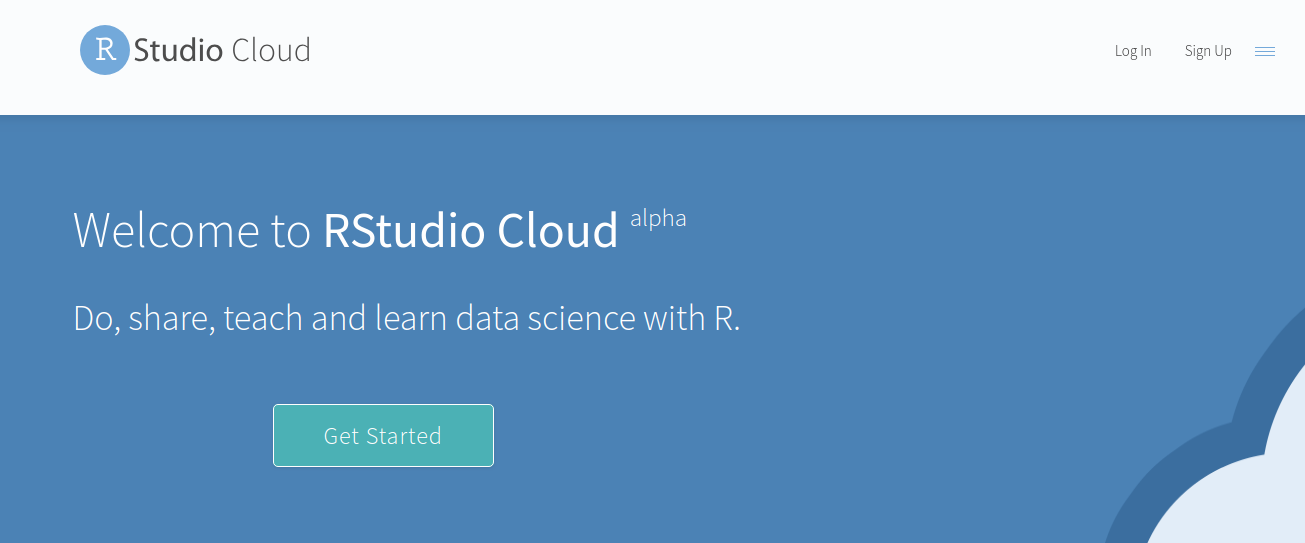 R Studio Cloud
Log In
Sign Up
Welcome to RStudio Cloud alpha
Do, share, teach and learn data science with R.
Get Started